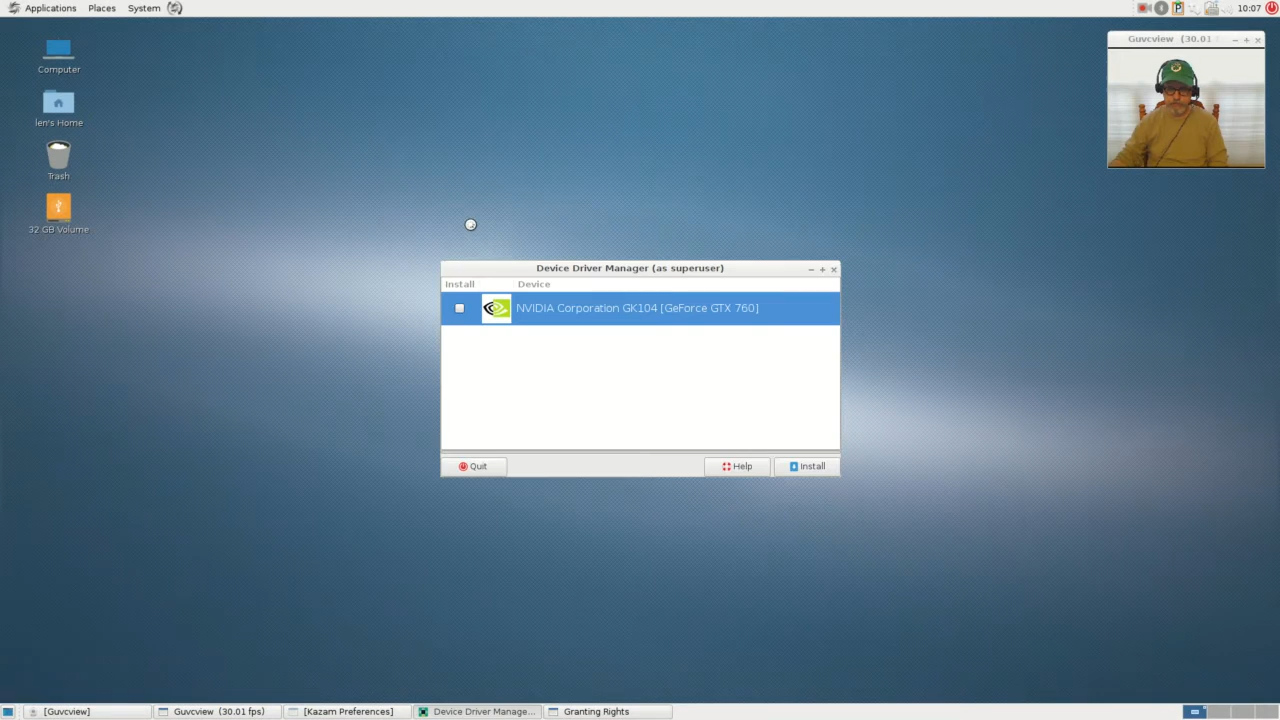 Applications Places System
10:07
Computer
len's Home
Trash
32 GB Volume
Guvcview (30.01
Device Driver Manager (as superuser)
Install Device
NVIDIA Corporation GK104 [GeForce GTX 760]
Quit Help Install
[Guvcview] Guvcview (30.01 fps) [Kazam Preferences] Device Driver Manage... Granting Rights